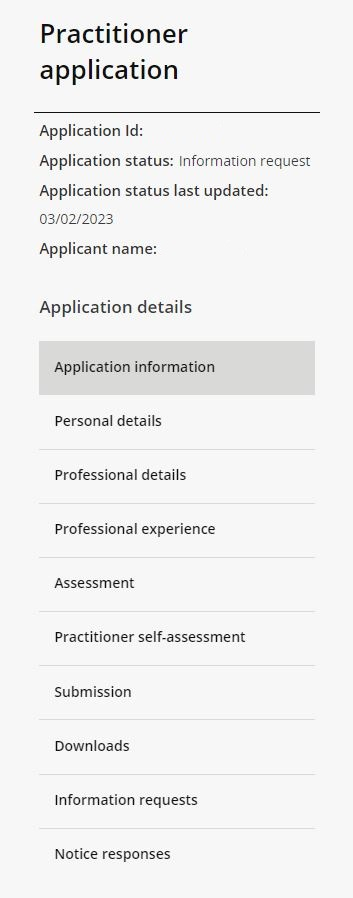 Practitioner
application
Application Id:
Application status: Information request
Application status last updated:
03/02/2023
Applicant name:
Application details
Application information
Personal details
Professional details
Professional experience
Assessment
Practitioner self-assessment
Submission
Downloads
Information requests
Notice responses